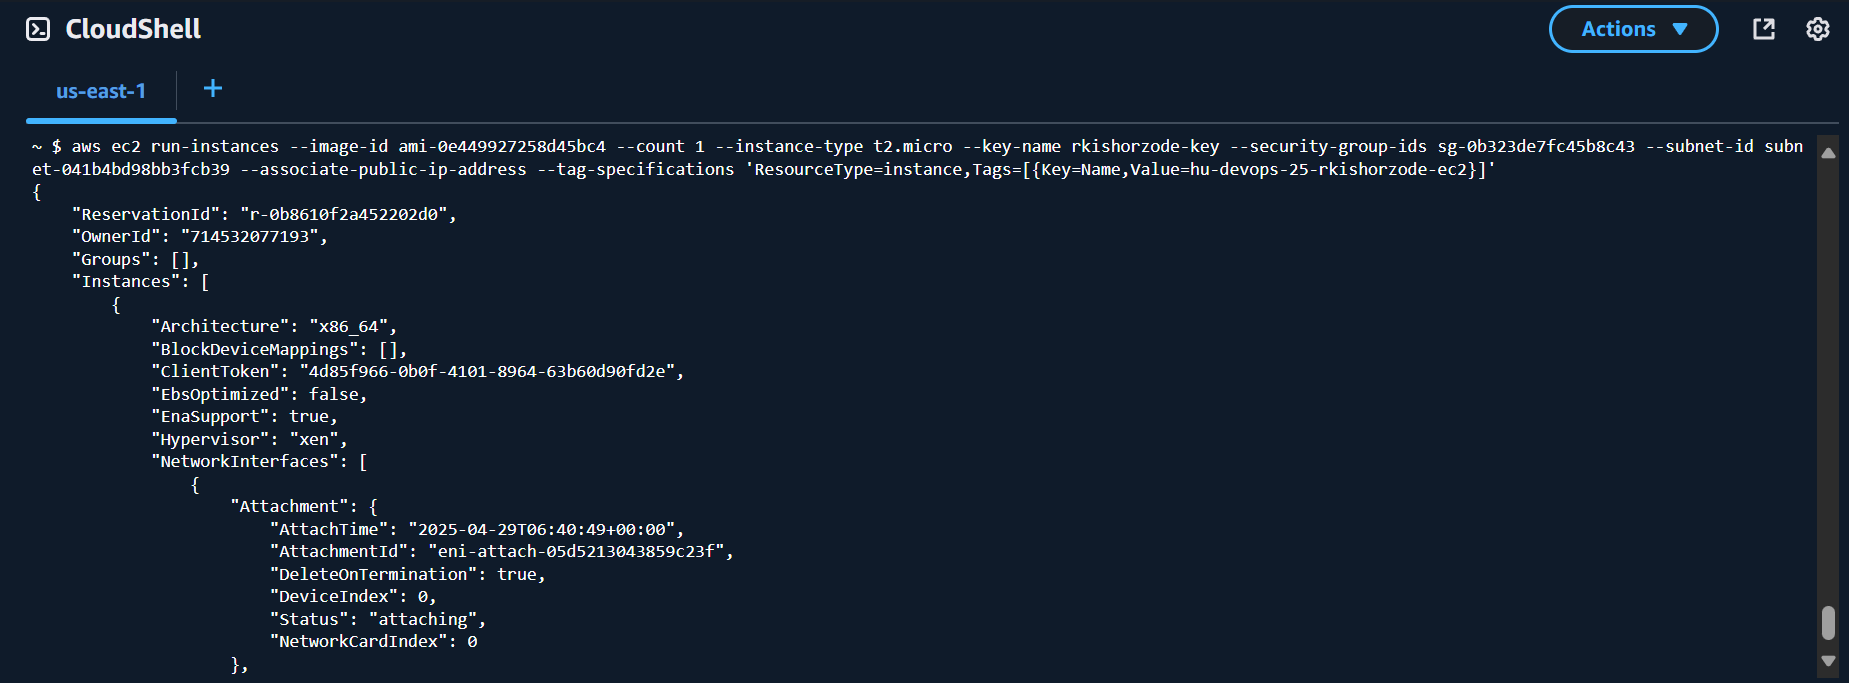 CloudShell
Actions
us-east-1
+
~ $ aws ec2 run-instances --image-id ami-0e449927258d45bc4 --count 1 --instance-type t2.micro --key-name rkishorzode-key --security-group-ids sg-0b323de7fc45b8c43 --subnet-id subn
et-041b4bd98bb3fcb39 --associate-public-ip-address --tag-specifications 'ResourceType=instance,Tags=[{Key=Name,Value=hu-devops-25-rkishorzode-ec2}]'
{
    "ReservationId": "r-0b8610f2a452202d0",
    "OwnerId": "714532077193",
    "Groups": [],
    "Instances": [
        {
            "Architecture": "x86_64",
            "BlockDeviceMappings": [],
            "ClientToken": "4d85f966-0b0f-4101-8964-63b60d90fd2e",
            "EbsOptimized": false,
            "EnaSupport": true,
            "Hypervisor": "xen",
            "NetworkInterfaces": [
                {
                    "Attachment": {
                        "AttachTime": "2025-04-29T06:40:49+00:00",
                        "AttachmentId": "eni-attach-05d5213043859c23f",
                        "DeleteOnTermination": true,
                        "DeviceIndex": 0,
                        "Status": "attaching",
                        "NetworkCardIndex": 0
                    },